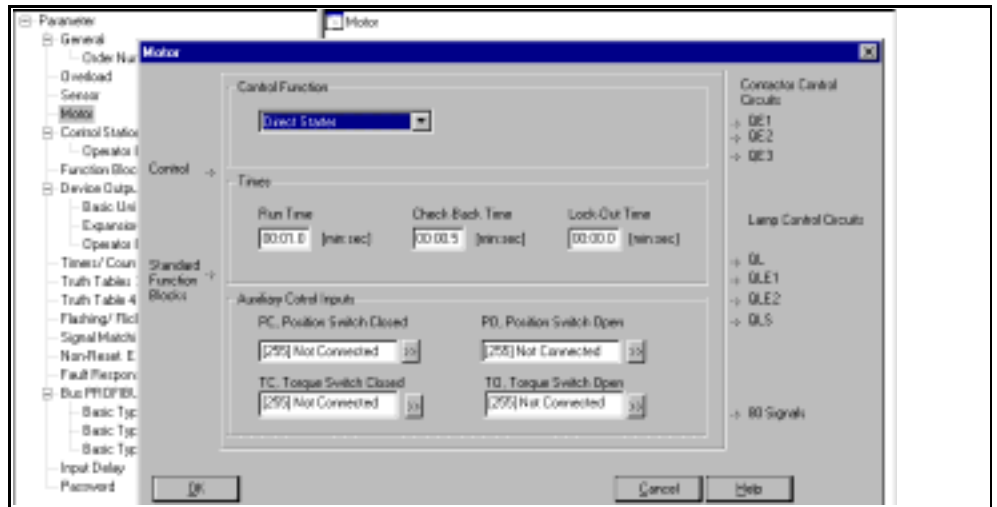 Parameter
General
Order Nu
Overload
Sensor
Motor
Control Station
Operator
Function Bloc
Device Outp
Basic Uni
Expansion
Operator
Timers/ Coun
Truth Tables
Truth Table 4
Flashing/ Flic
Signal Matchi
Non-Reset. E
Fault Respon
Bus PROFIBU
Basic Typ
Basic Typ
Basic Typ
Input Delay
Password
Motor
Motor
Control
Standard
Function
Blocks
Control Function
Direct Starter
Times
Run Time
Check-Back Time
Lock-Out Time
00:01.0 [min:sec]
00:00.5 [min:sec]
00:00.0 [min:sec]
Auxiliary Cotrol Inputs
PC, Position Switch Closed
PO, Position Switch Open
[255] Not Connected >>
[255] Not Connected >>
TC, Torque Switch Closed
TO, Torque Switch Open
[255] Not Connected >>
[255] Not Connected >>
Contactor Control
Circuits
QE1
QE2
QE3
Lamp Control Circuits
QL
QLE1
QLE2
QLS
80 Signals
OK
Cancel
Help